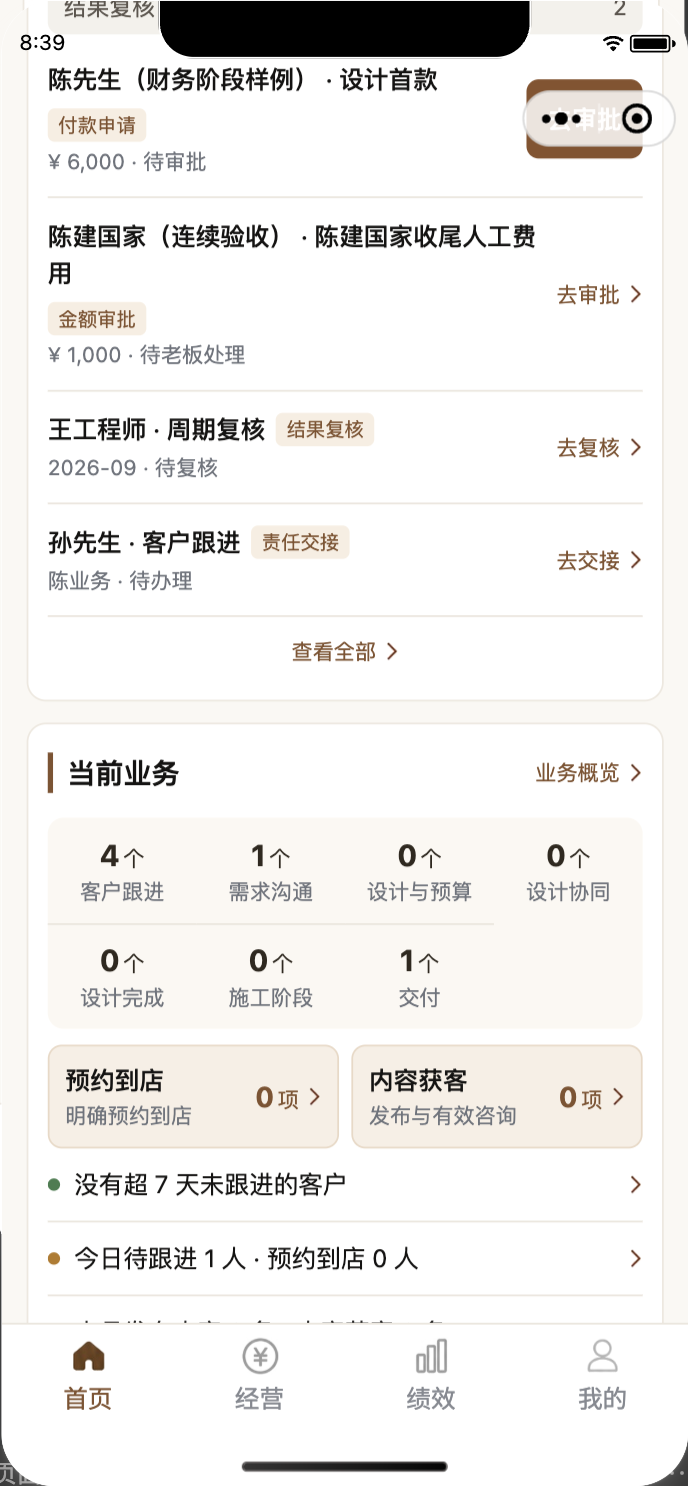 结果复核
2
8:39
陈先生（财务阶段样例） · 设计首款
付款申请
¥ 6,000 · 待审批
去审批
陈建国家（连续验收） · 陈建国家收尾人工费
用
金额审批
¥ 1,000 · 待老板处理
去审批
王工程师 · 周期复核 结果复核
2026-09 · 待复核
去复核
孙先生 · 客户跟进 责任交接
陈业务 · 待办理
去交接
查看全部
当前业务
业务概览
4个 1个 0个 0个
客户跟进 需求沟通 设计与预算 设计协同
0个 0个 1个
设计完成 施工阶段 交付
预约到店
明确预约到店
0项
内容获客
发布与有效咨询
0项
没有超 7 天未跟进的客户
今日待跟进 1 人 · 预约到店 0 人
首页 经营 绩效 我的